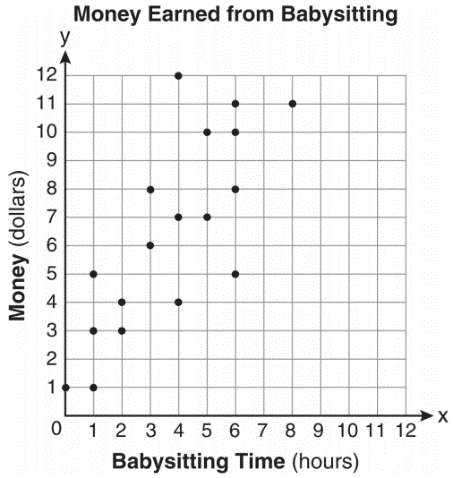 Money Earned from Babysitting
y
12
11
10
9
8
7
6
5
4
3
2
1
Money (dollars)
0 1 2 3 4 5 6 7 8 9 10 11 12
x
Babysitting Time (hours)